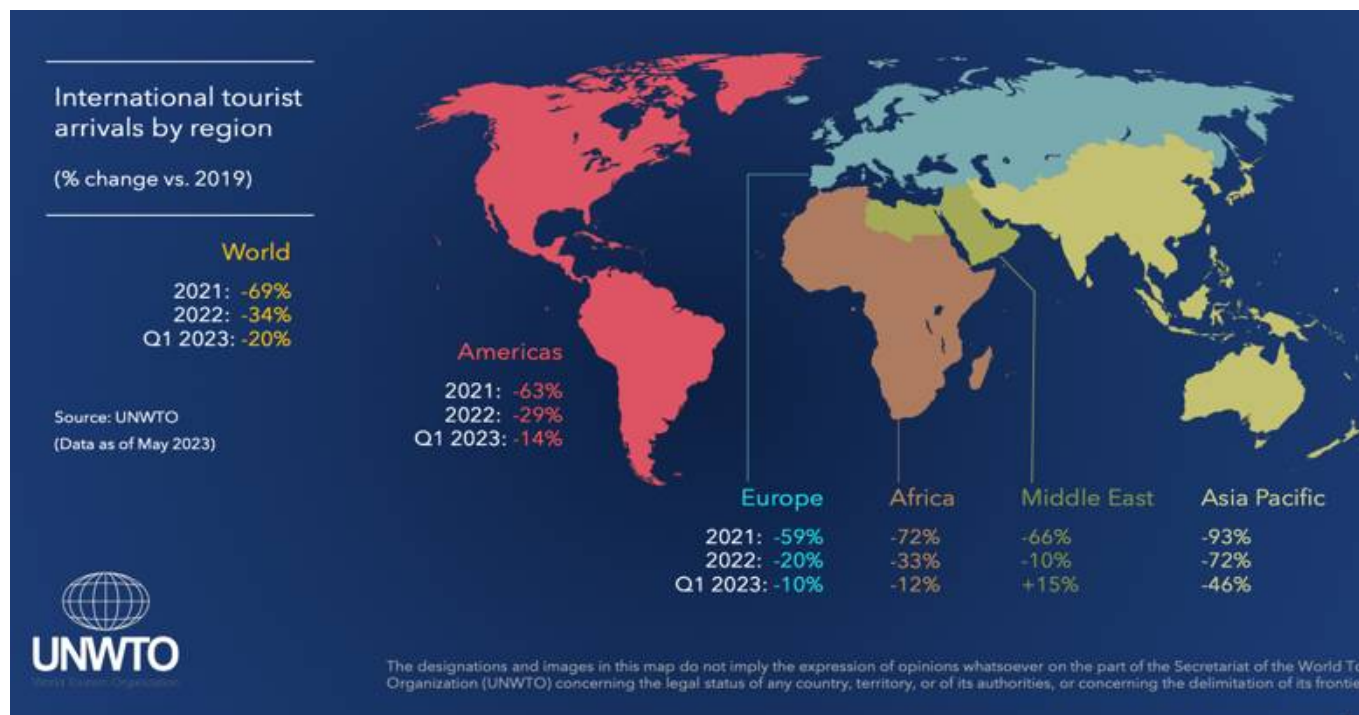 International tourist
arrivals by region
(% change vs. 2019)
World
2021: -69%
2022: -34%
Q1 2023: -20%
Source: UNWTO
(Data as of May 2023)
Americas
2021: -63%
2022: -29%
Q1 2023: -14%
Europe Africa Middle East Asia Pacific
2021: -59% -72% -66% -93%
2022: -20% -33% -10% -72%
Q1 2023: -10% -12% +15% -46%
UNWTO
World Tourism Organization
The designations and images in this map do not imply the expression of opinions whatsoever on the part of the Secretariat of the World
Organization (UNWTO) concerning the legal status of any country, territory, or of its authorities, or concerning the delimitation of its